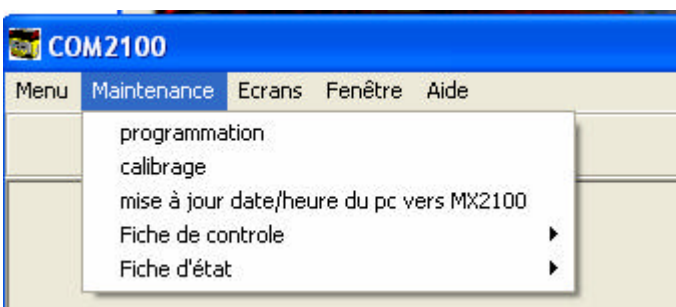 COM2100
Menu Maintenance Ecrans Fenêtre Aide
programmation
calibrage
mise à jour date/heure du pc vers MX2100
Fiche de controle
Fiche d'état